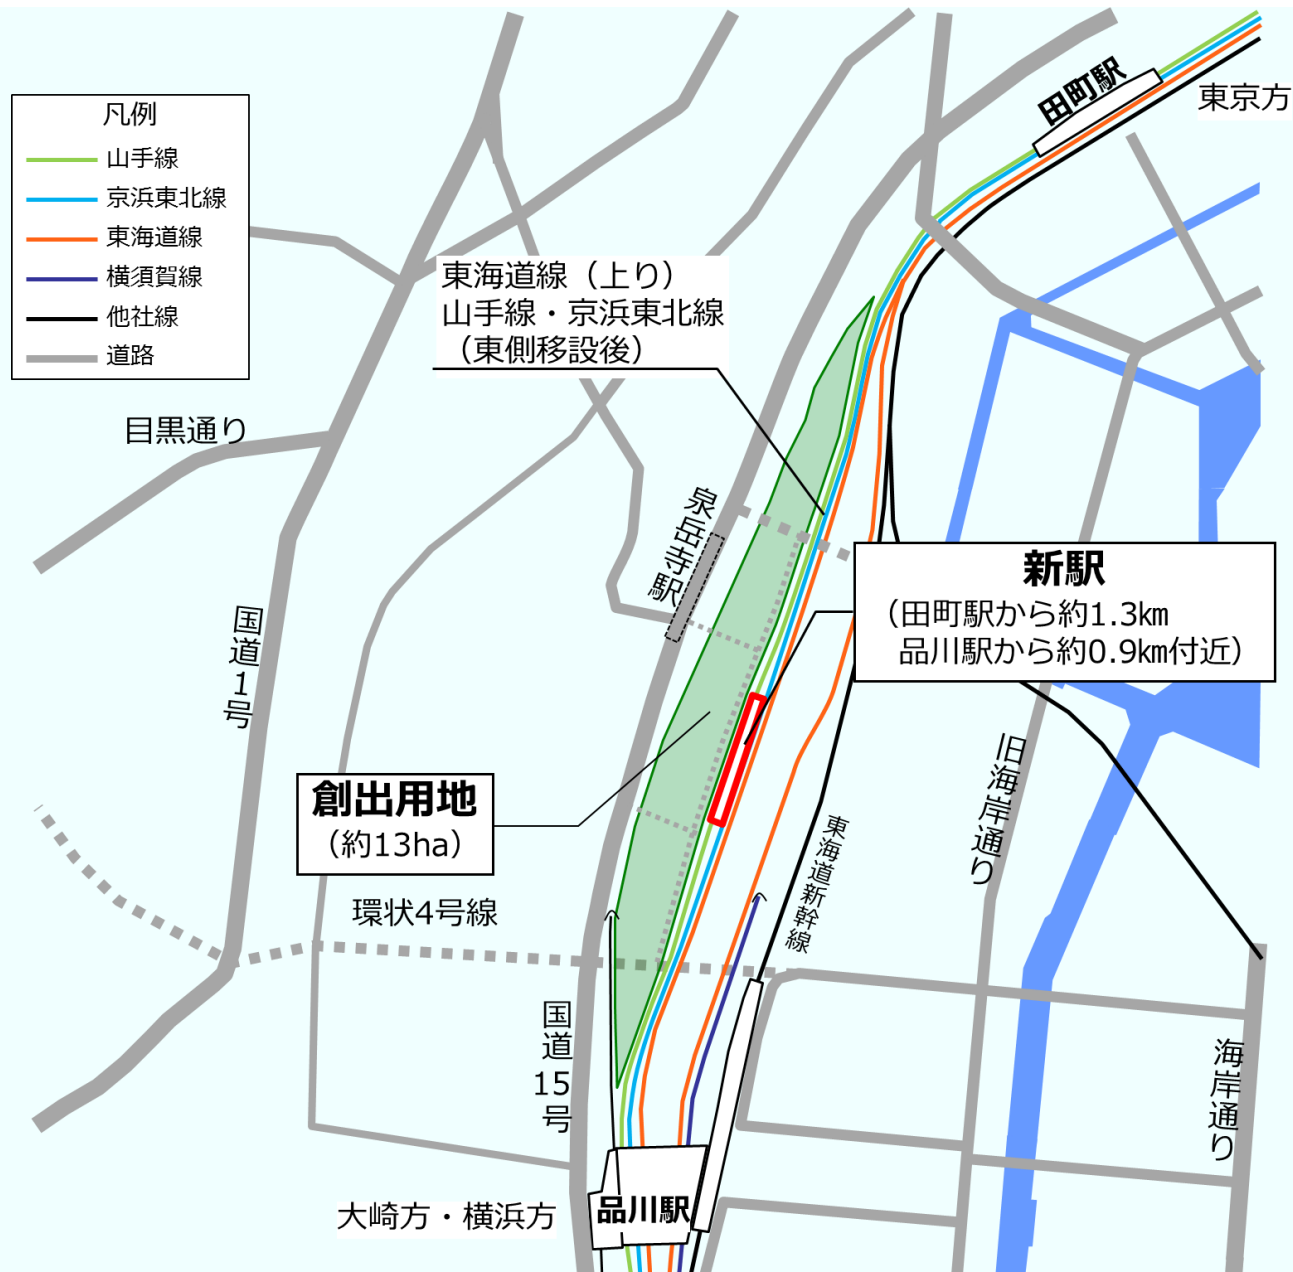 凡例
山手線
京浜東北線
東海道線
横須賀線
他社線
道路
田町駅
東京方
東海道線（上り）
山手線・京浜東北線
（東側移設後）
目黒通り
泉岳寺駅
新駅
（田町駅から約1.3㎞
品川駅から約0.9㎞付近）
国道1号
創出用地
（約13ha）
旧海岸通り
東海道新幹線
環状4号線
国道15号
海岸通り
大崎方・横浜方
品川駅